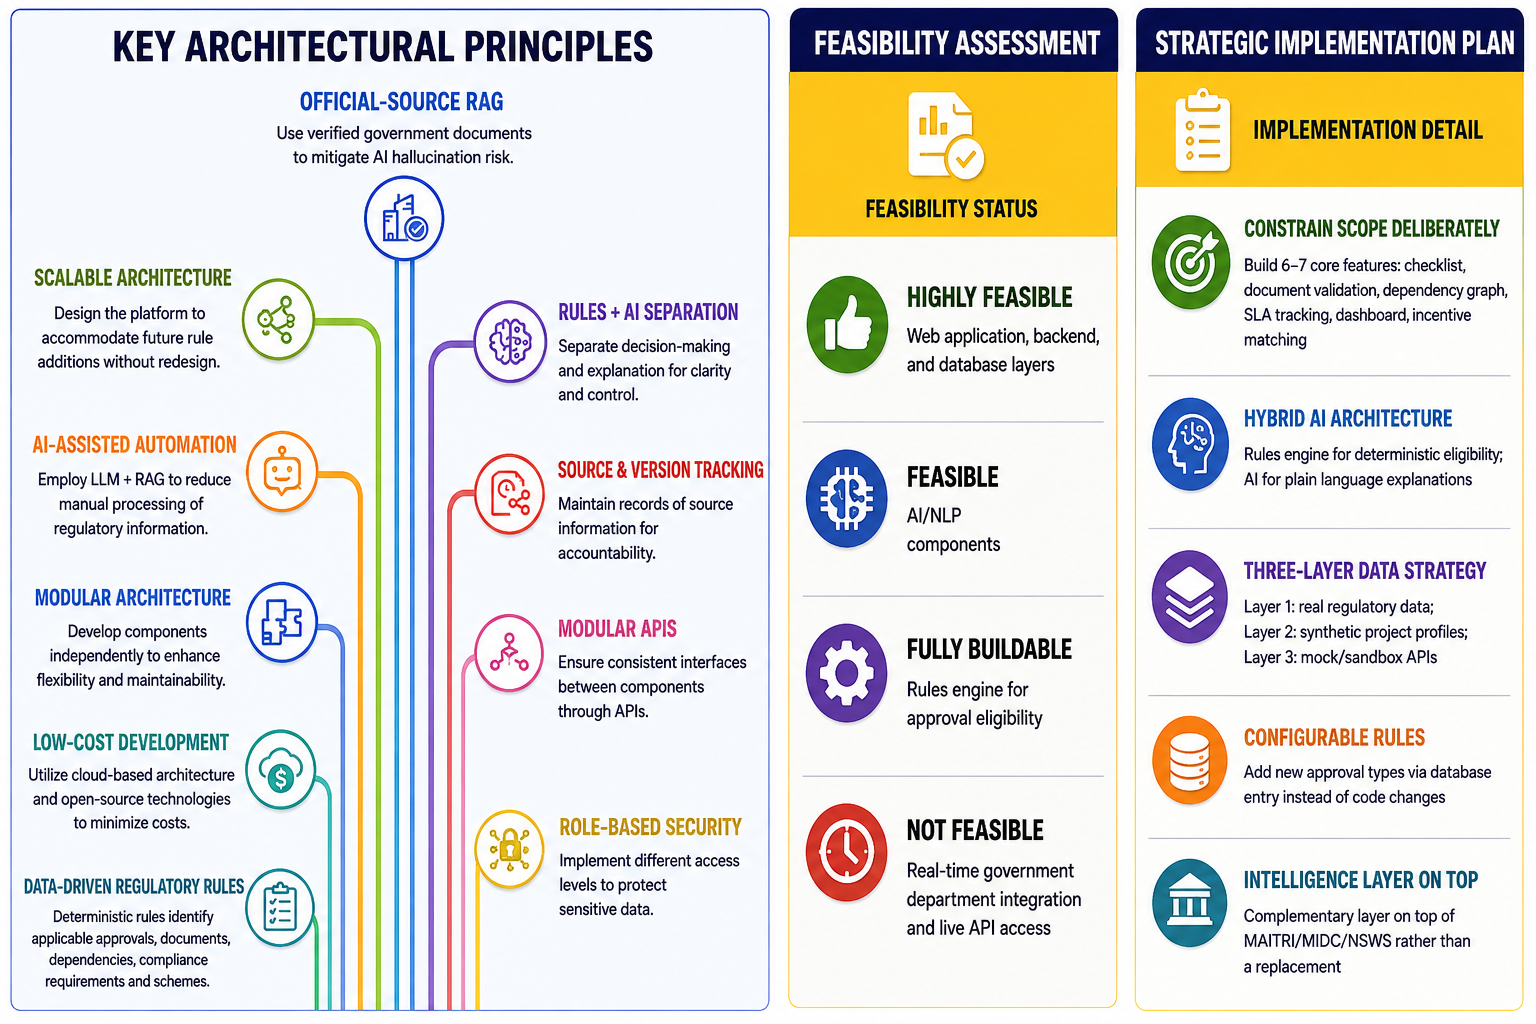 KEY ARCHITECTURAL PRINCIPLES
OFFICIAL-SOURCE RAG
Use verified government documents
to mitigate AI hallucination risk.
SCALABLE ARCHITECTURE
Design the platform to
accommodate future rule
additions without redesign.
AI-ASSISTED AUTOMATION
Employ LLM + RAG to reduce
manual processing of
regulatory information.
MODULAR ARCHITECTURE
Develop components
independently to enhance
flexibility and maintainability.
LOW-COST DEVELOPMENT
Utilize cloud-based architecture
and open-source technologies
to minimize costs.
$
DATA-DRIVEN REGULATORY RULES
Deterministic rules identify
applicable approvals, documents,
dependencies, compliance
requirements and schemes.
RULES + AI SEPARATION
Separate decision-making
and explanation for clarity
and control.
SOURCE & VERSION TRACKING
Maintain records of source
information for
accountability.
MODULAR APIS
Ensure consistent interfaces
between components
through APIs.
ROLE-BASED SECURITY
Implement different access
levels to protect
sensitive data.
FEASIBILITY ASSESSMENT
FEASIBILITY STATUS
HIGHLY FEASIBLE
Web application, backend,
and database layers
FEASIBLE
AI/NLP
components
FULLY BUILDABLE
Rules engine for
approval eligibility
NOT FEASIBLE
Real-time government
department integration
and live API access
STRATEGIC IMPLEMENTATION PLAN
IMPLEMENTATION DETAIL
CONSTRAIN SCOPE DELIBERATELY
Build 6–7 core features: checklist,
document validation, dependency graph,
SLA tracking, dashboard, incentive
matching
HYBRID AI ARCHITECTURE
Rules engine for deterministic eligibility;
AI for plain language explanations
THREE-LAYER DATA STRATEGY
Layer 1: real regulatory data;
Layer 2: synthetic project profiles;
Layer 3: mock/sandbox APIs
CONFIGURABLE RULES
Add new approval types via database
entry instead of code changes
INTELLIGENCE LAYER ON TOP
Complementary layer on top of
MAITRI/MIDC/NSWS rather than
a replacement